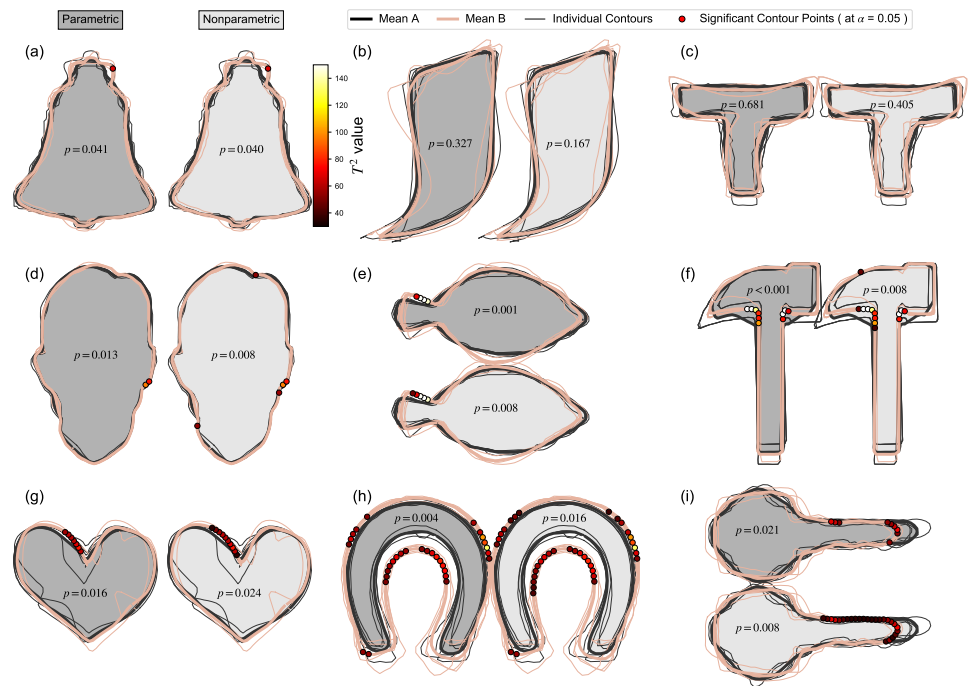 Parametric Nonparametric Mean A Mean B Individual Contours Significant Contour Points ( at α = 0.05 )
(a)
p = 0.041
p = 0.040
140
120
100
80
60
40
T² value
(b)
p = 0.327
p = 0.167
(c)
p = 0.681
p = 0.405
(d)
p = 0.013
p = 0.008
(e)
p = 0.001
p = 0.008
(f)
p < 0.001
p = 0.008
(g)
p = 0.016
p = 0.024
(h)
p = 0.004
p = 0.016
(i)
p = 0.021
p = 0.008